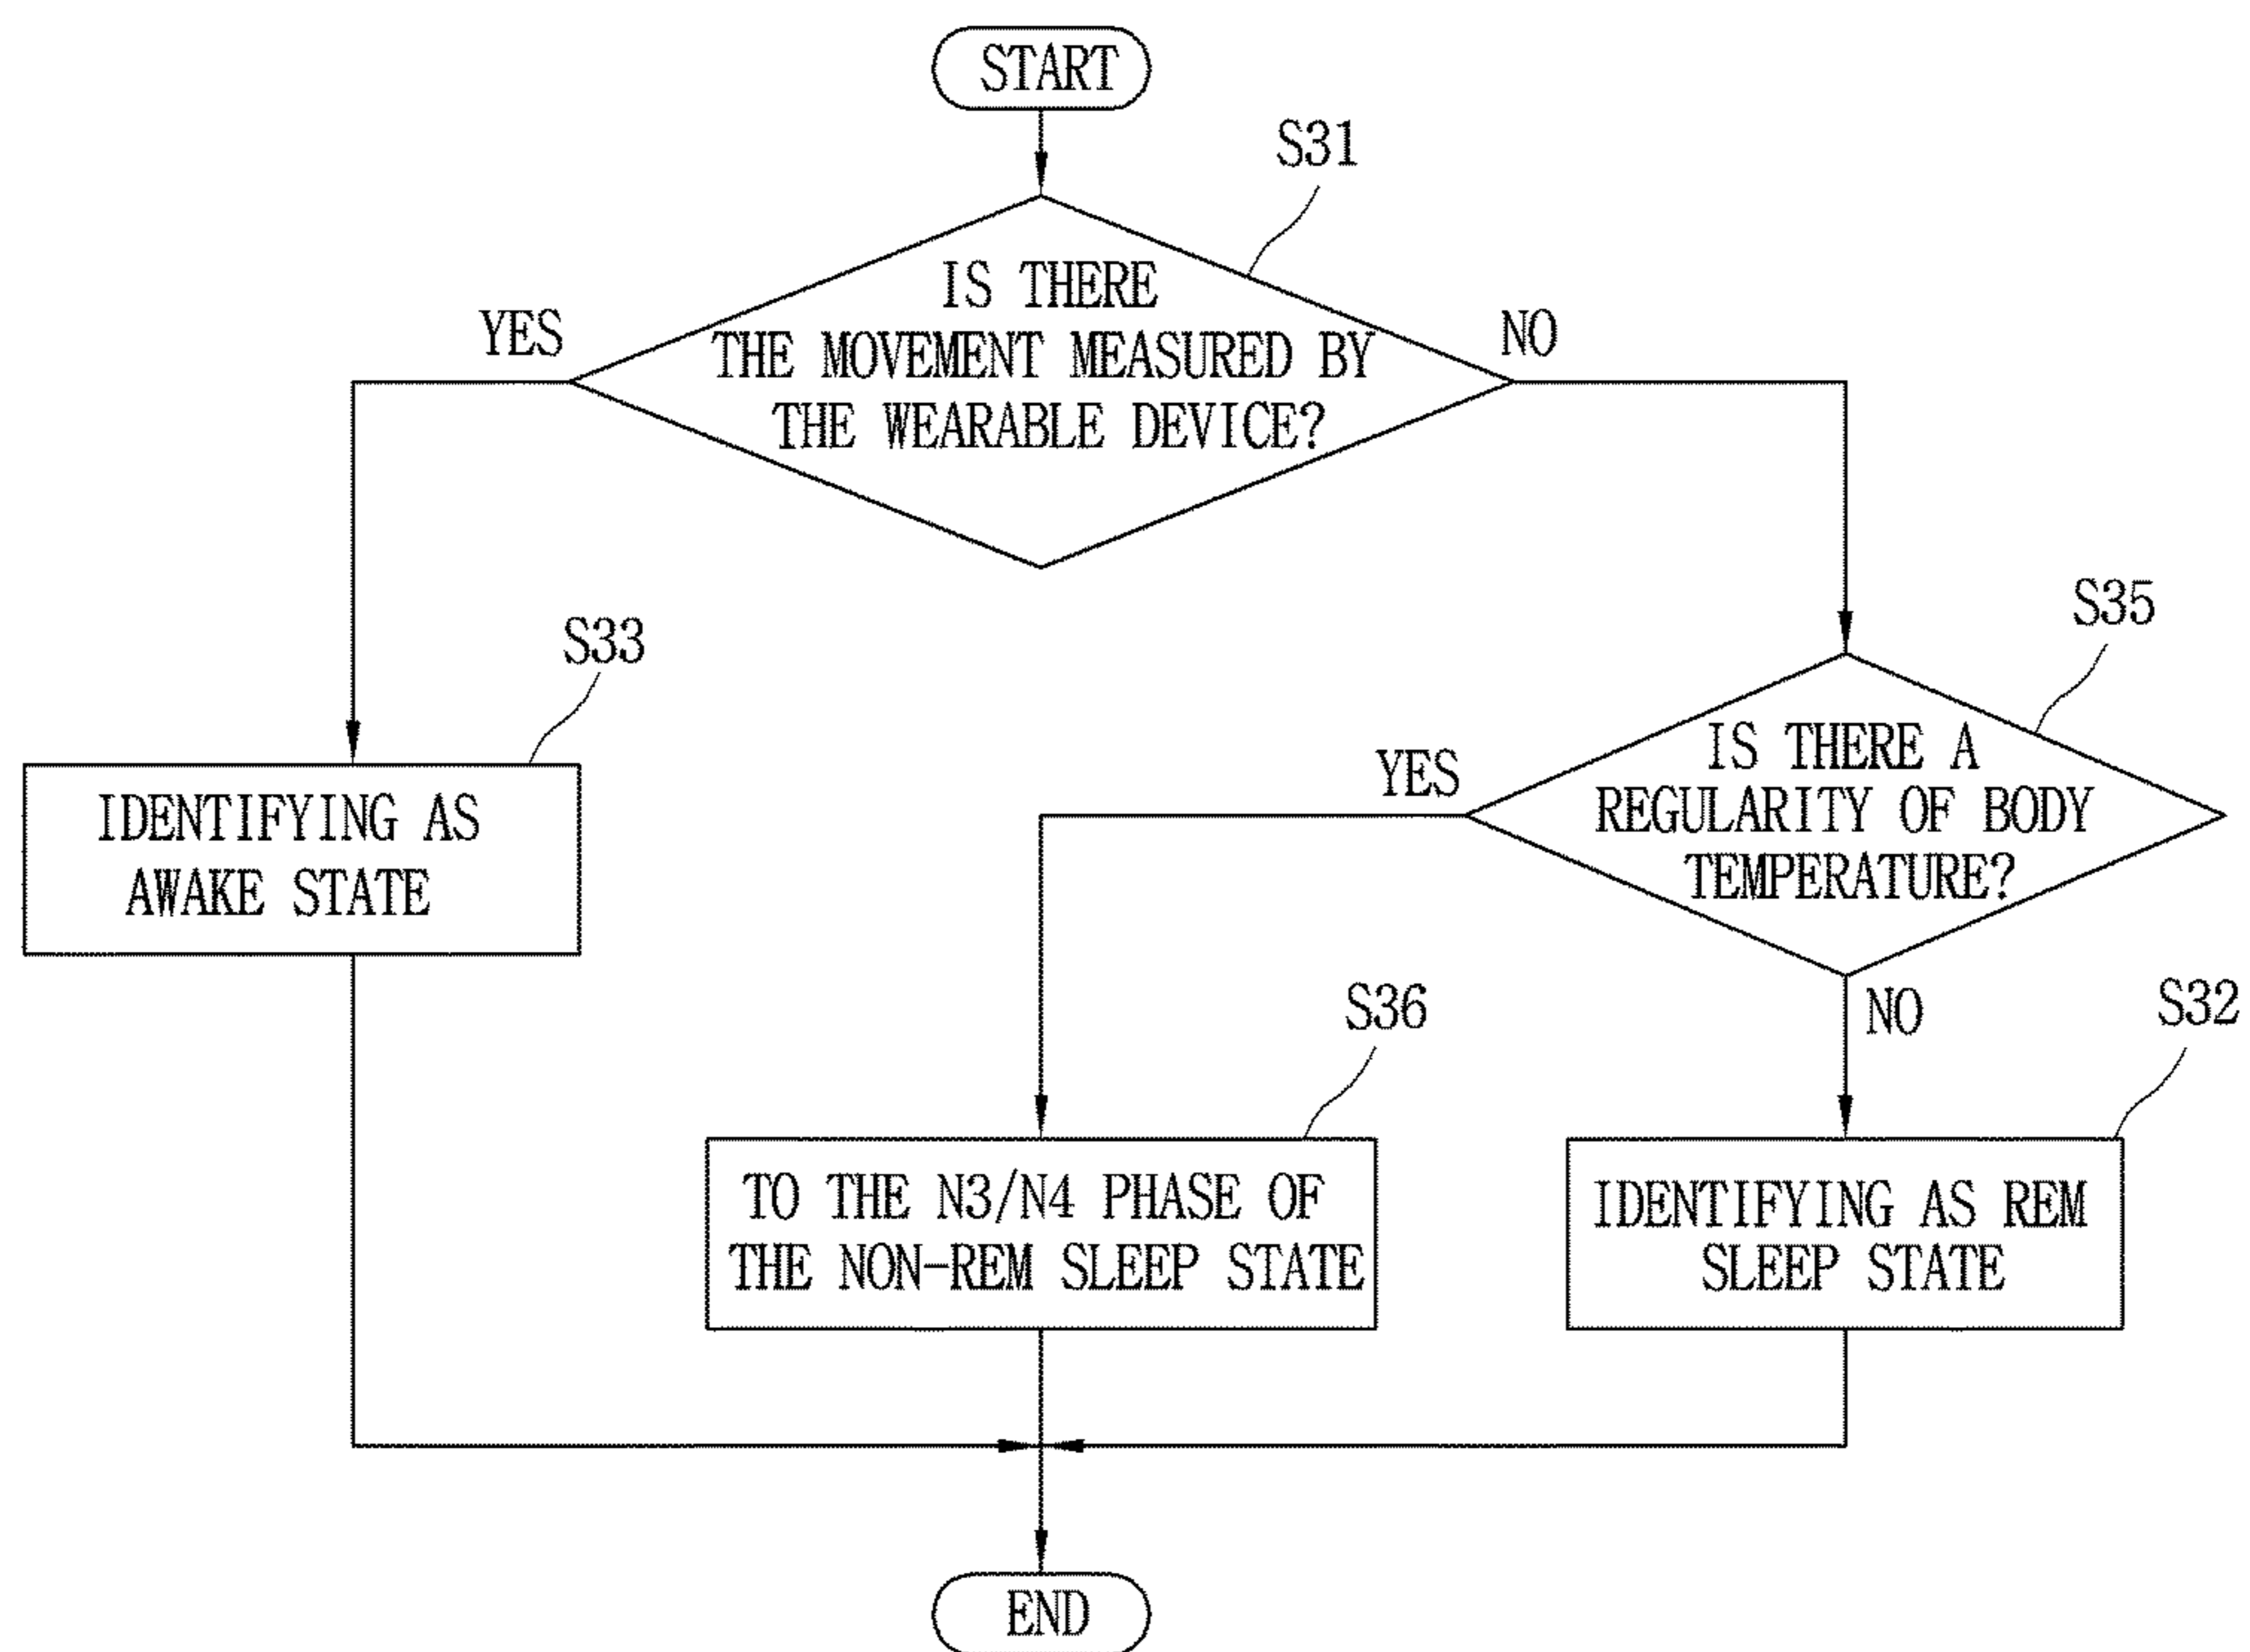 START
S31
IS THERE
THE MOVEMENT MEASURED BY
THE WEARABLE DEVICE?
YES
NO
S33
IDENTIFYING AS
AWAKE STATE
S35
IS THERE A
REGULARITY OF BODY
TEMPERATURE?
YES
NO
S36
TO THE N3/N4 PHASE OF
THE NON-REM SLEEP STATE
S32
IDENTIFYING AS REM
SLEEP STATE
END